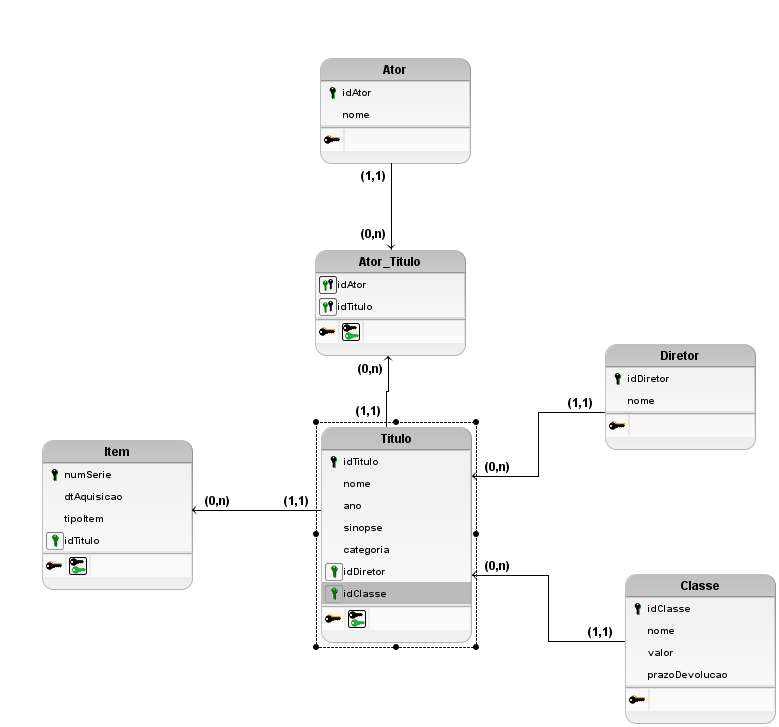 Ator
idAtor
nome
(1,1)
(0,n)
Ator_Titulo
idAtor
idTitulo
(0,n)
(1,1)
Diretor
idDiretor
nome
(1,1)
(0,n)
Titulo
idTitulo
nome
ano
sinopse
categoria
idDiretor
idClasse
Item
numSerie
dtAquisicao
tipoItem
idTitulo
(0,n)
(1,1)
(0,n)
(1,1)
Classe
idClasse
nome
valor
prazoDevolucao